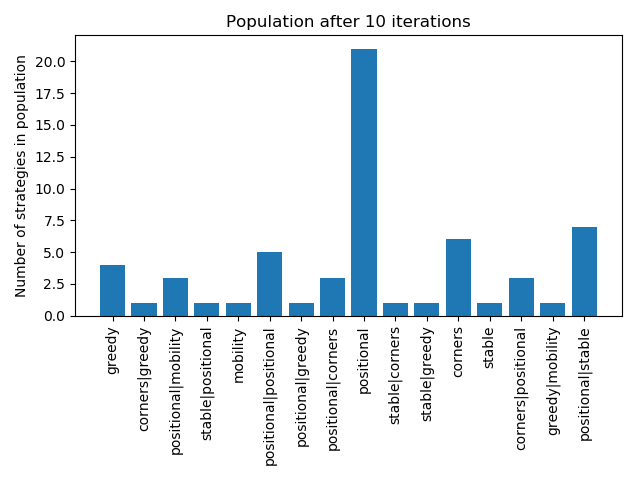 Population after 10 iterations
Number of strategies in population
20.0
17.5
15.0
12.5
10.0
7.5
5.0
2.5
0.0
greedy
corners|greedy
positional|mobility
stable|positional
mobility
positional|positional
positional|greedy
positional|corners
positional
stable|corners
stable|greedy
corners
stable
corners|positional
greedy|mobility
positional|stable